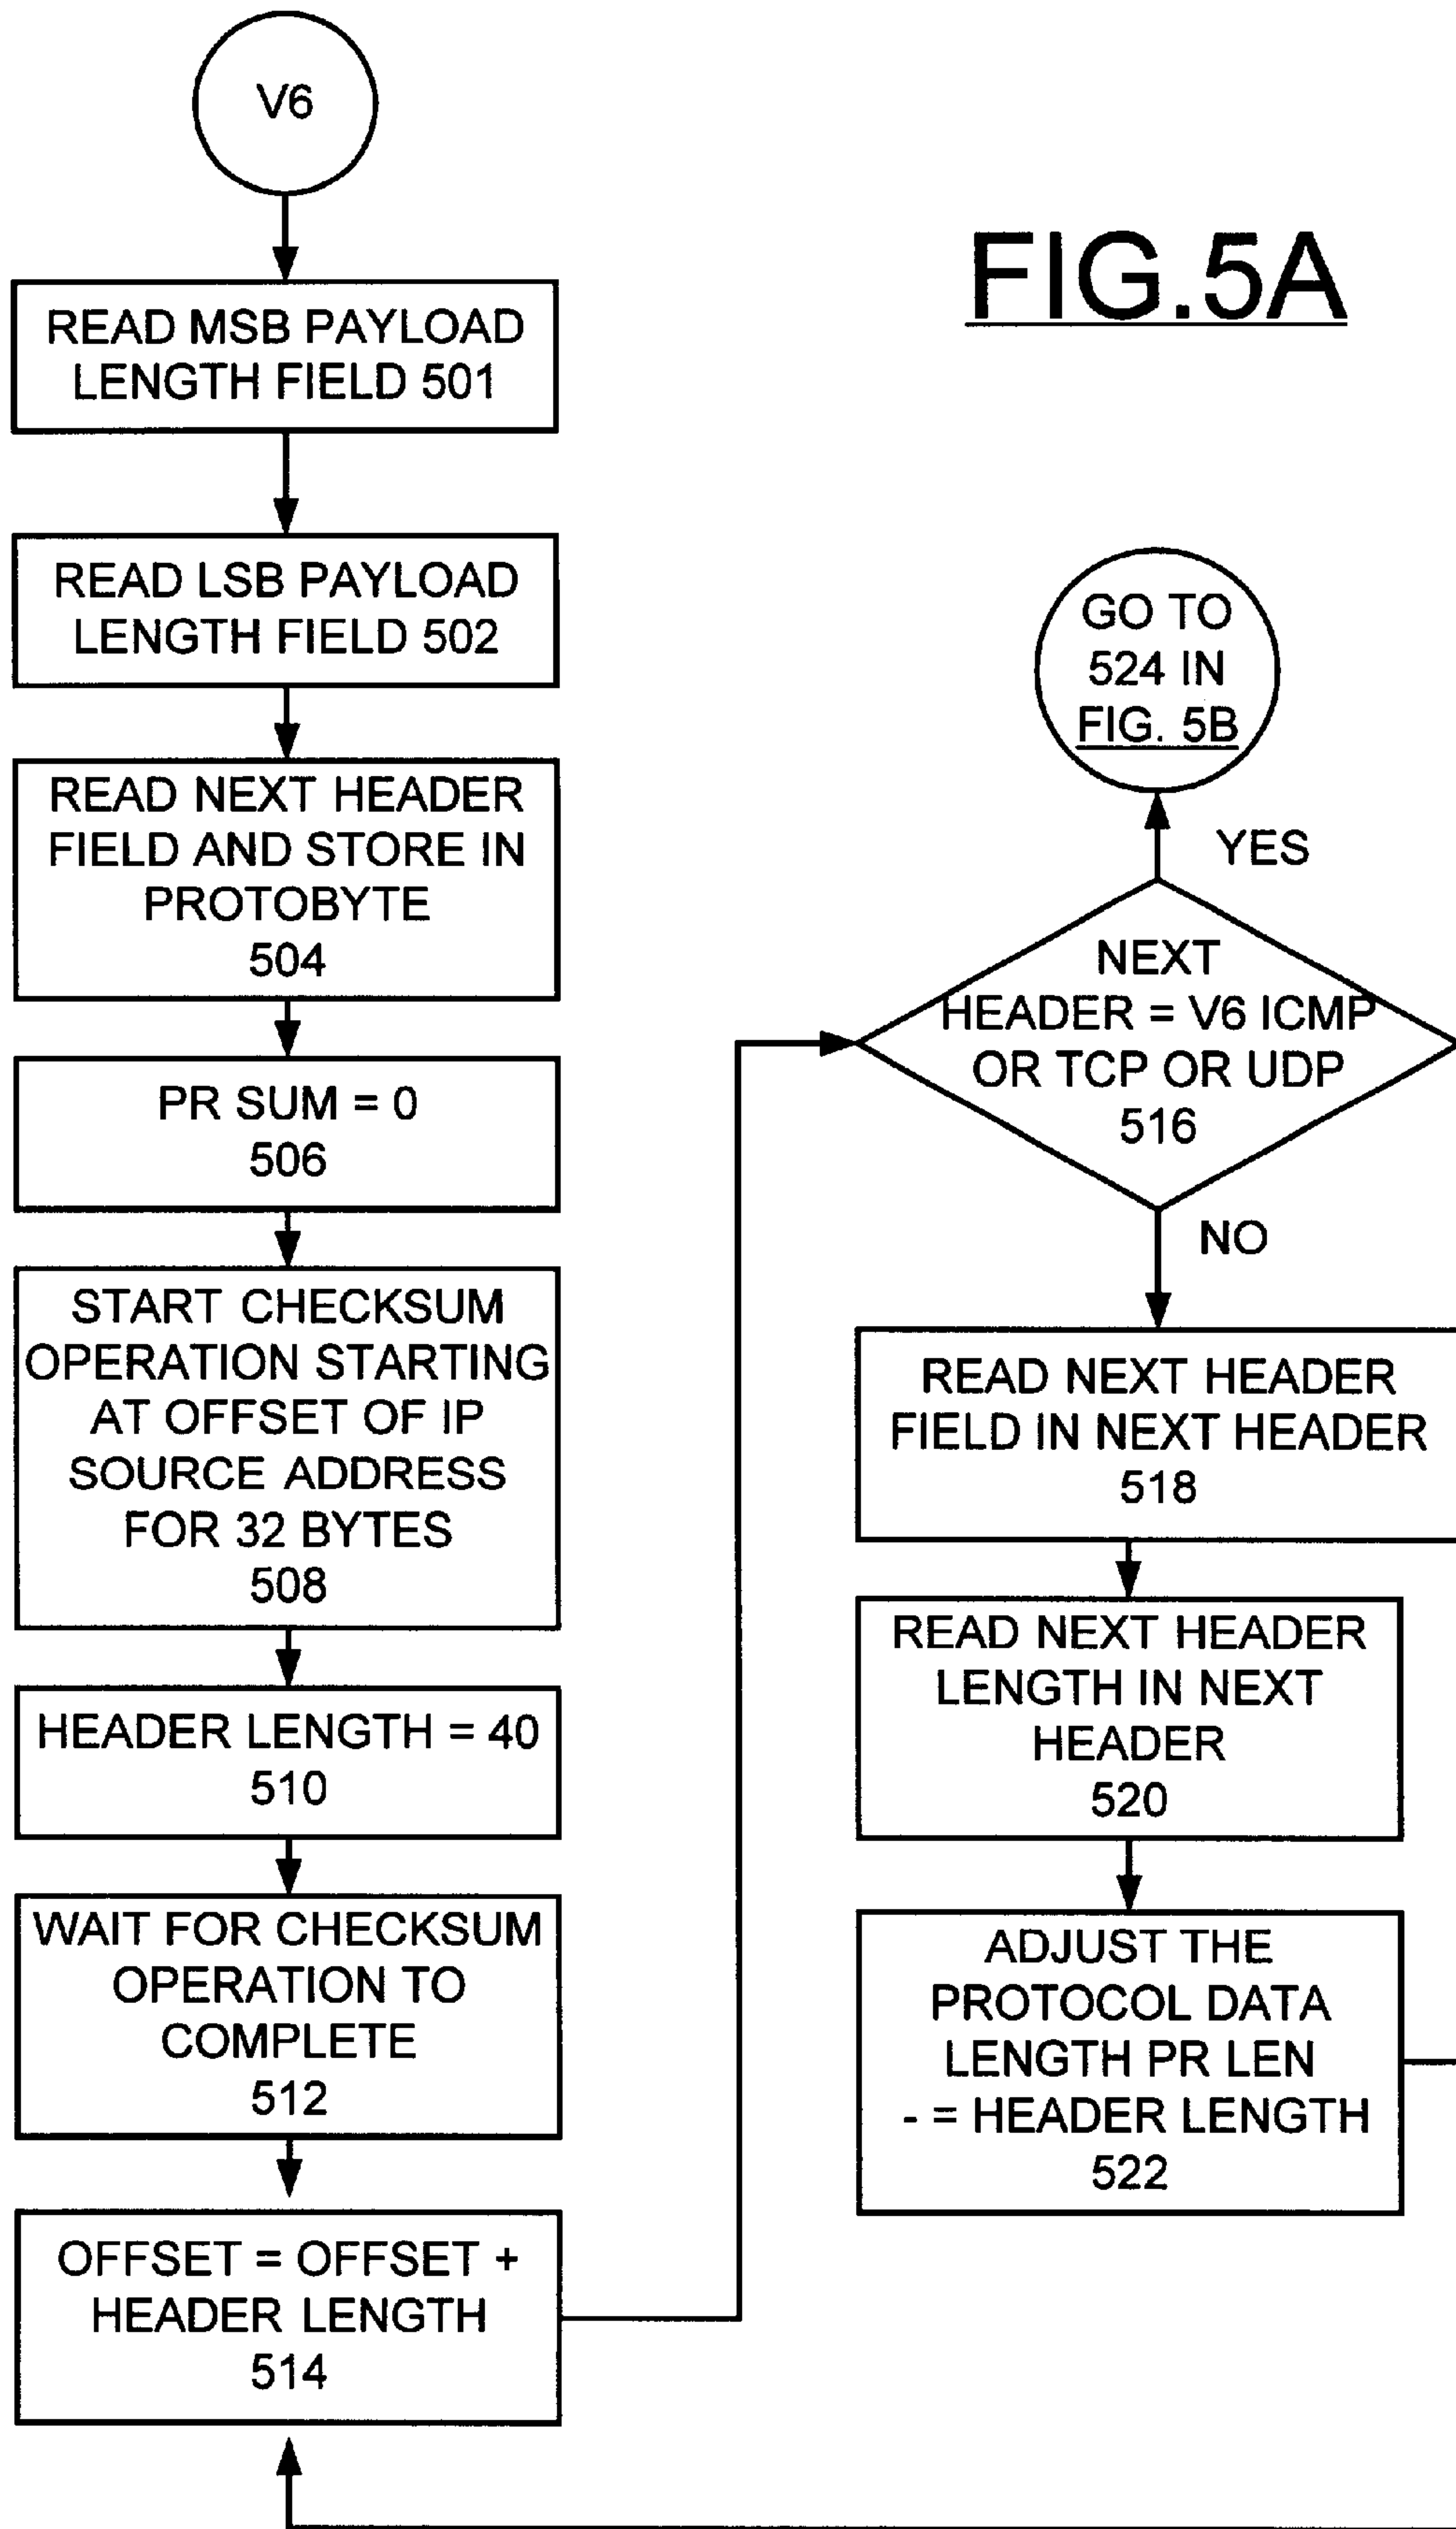 V6
FIG.5A
READ MSB PAYLOAD
LENGTH FIELD 501
READ LSB PAYLOAD
LENGTH FIELD 502
READ NEXT HEADER
FIELD AND STORE IN
PROTOBYTE
504
PR SUM = 0
506
START CHECKSUM
OPERATION STARTING
AT OFFSET OF IP
SOURCE ADDRESS
FOR 32 BYTES
508
HEADER LENGTH = 40
510
WAIT FOR CHECKSUM
OPERATION TO
COMPLETE
512
OFFSET = OFFSET +
HEADER LENGTH
514
GO TO
524 IN
FIG. 5B
YES
NEXT
HEADER = V6 ICMP
OR TCP OR UDP
516
NO
READ NEXT HEADER
FIELD IN NEXT HEADER
518
READ NEXT HEADER
LENGTH IN NEXT
HEADER
520
ADJUST THE
PROTOCOL DATA
LENGTH PR LEN
- = HEADER LENGTH
522